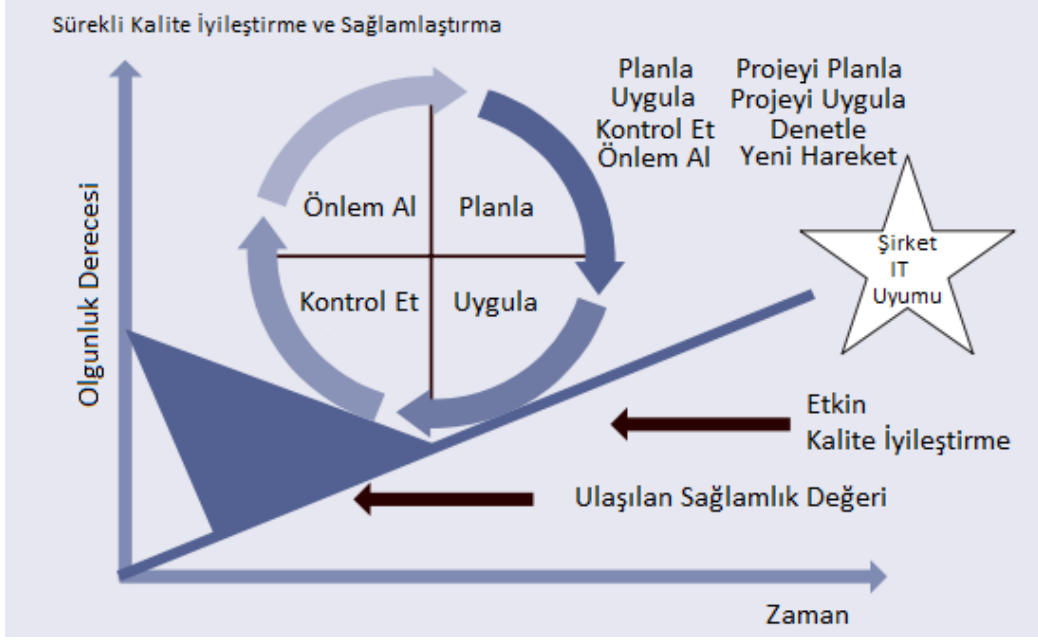 Sürekli Kalite İyileştirme ve Sağlamlaştırma
Planla
Uygula
Kontrol Et
Önlem Al
Projeyi Planla
Projeyi Uygula
Denetle
Yeni Hareket
Olgunluk Derecesi
Önlem Al
Planla
Kontrol Et
Uygula
Şirket
IT
Uyumu
Etkin
Kalite İyileştirme
Ulaşılan Sağlamlık Değeri
Zaman